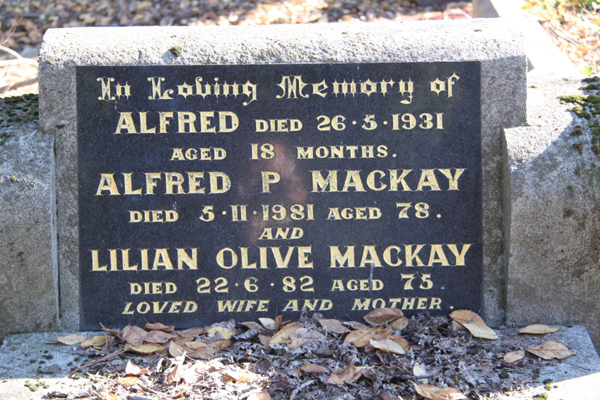 In Loving Memory of
ALFRED DIED 26·5·1931
AGED 18 MONTHS.
ALFRED P MACKAY
DIED 5·11·1981 AGED 78.
AND
LILIAN OLIVE MACKAY
DIED 22·6·82 AGED 75.
LOVED WIFE AND MOTHER.